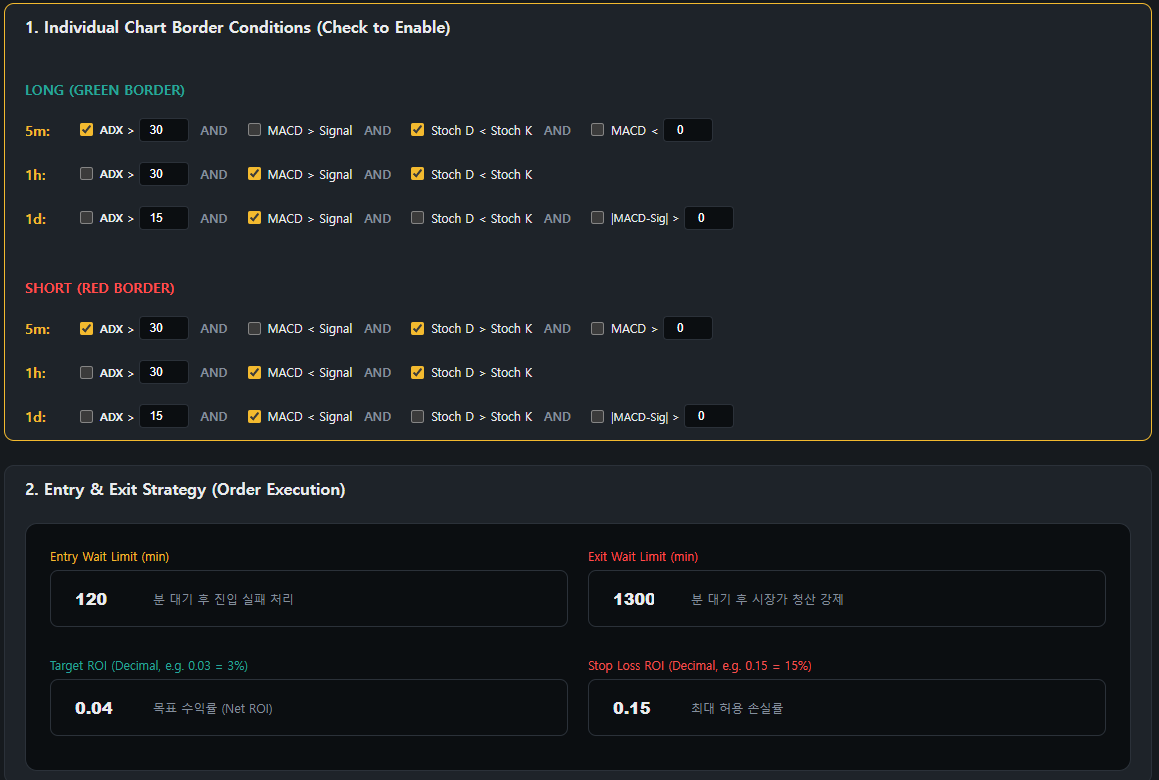 1. Individual Chart Border Conditions (Check to Enable)
LONG (GREEN BORDER)
5m: ADX > 30 AND MACD > Signal AND Stoch D < Stoch K AND MACD < 0
1h: ADX > 30 AND MACD > Signal AND Stoch D < Stoch K
1d: ADX > 15 AND MACD > Signal AND Stoch D < Stoch K AND |MACD-Sig| > 0
SHORT (RED BORDER)
5m: ADX > 30 AND MACD < Signal AND Stoch D > Stoch K AND MACD > 0
1h: ADX > 30 AND MACD < Signal AND Stoch D > Stoch K
1d: ADX > 15 AND MACD < Signal AND Stoch D > Stoch K AND |MACD-Sig| > 0
2. Entry & Exit Strategy (Order Execution)
Entry Wait Limit (min)
120 분 대기 후 진입 실패 처리
Exit Wait Limit (min)
1300 분 대기 후 시장가 청산 강제
Target ROI (Decimal, e.g. 0.03 = 3%)
0.04 목표 수익률 (Net ROI)
Stop Loss ROI (Decimal, e.g. 0.15 = 15%)
0.15 최대 허용 손실률